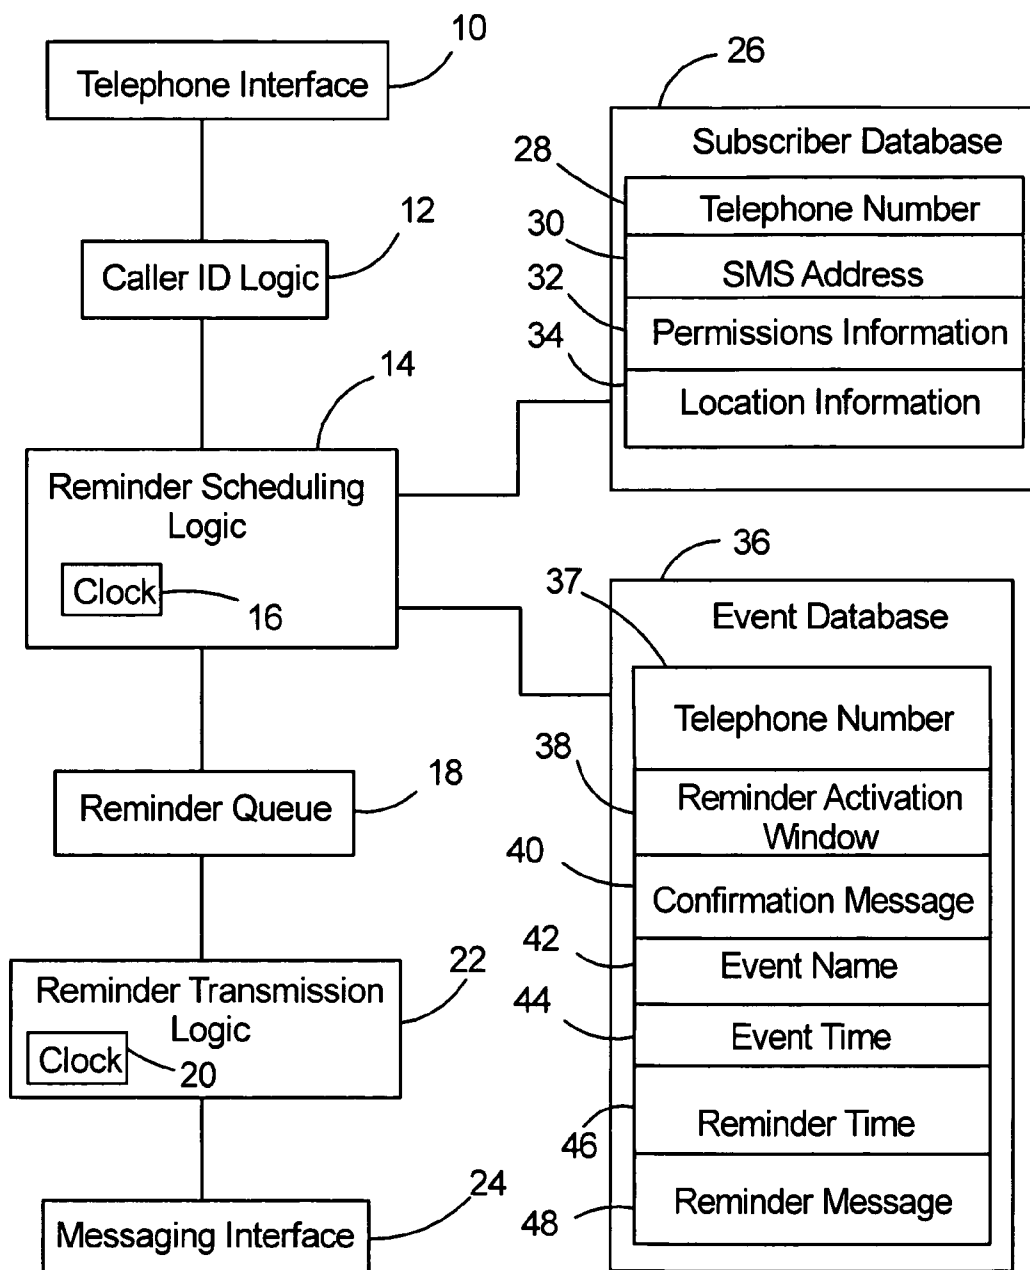 10
Telephone Interface
12
Caller ID Logic
14
Reminder Scheduling
Logic
Clock
16
18
Reminder Queue
22
Reminder Transmission
Logic
Clock
20
24
Messaging Interface
26
Subscriber Database
28
Telephone Number
30
SMS Address
32
Permissions Information
34
Location Information
36
37
Event Database
Telephone Number
38
Reminder Activation
Window
40
Confirmation Message
42
Event Name
44
Event Time
46
Reminder Time
48
Reminder Message